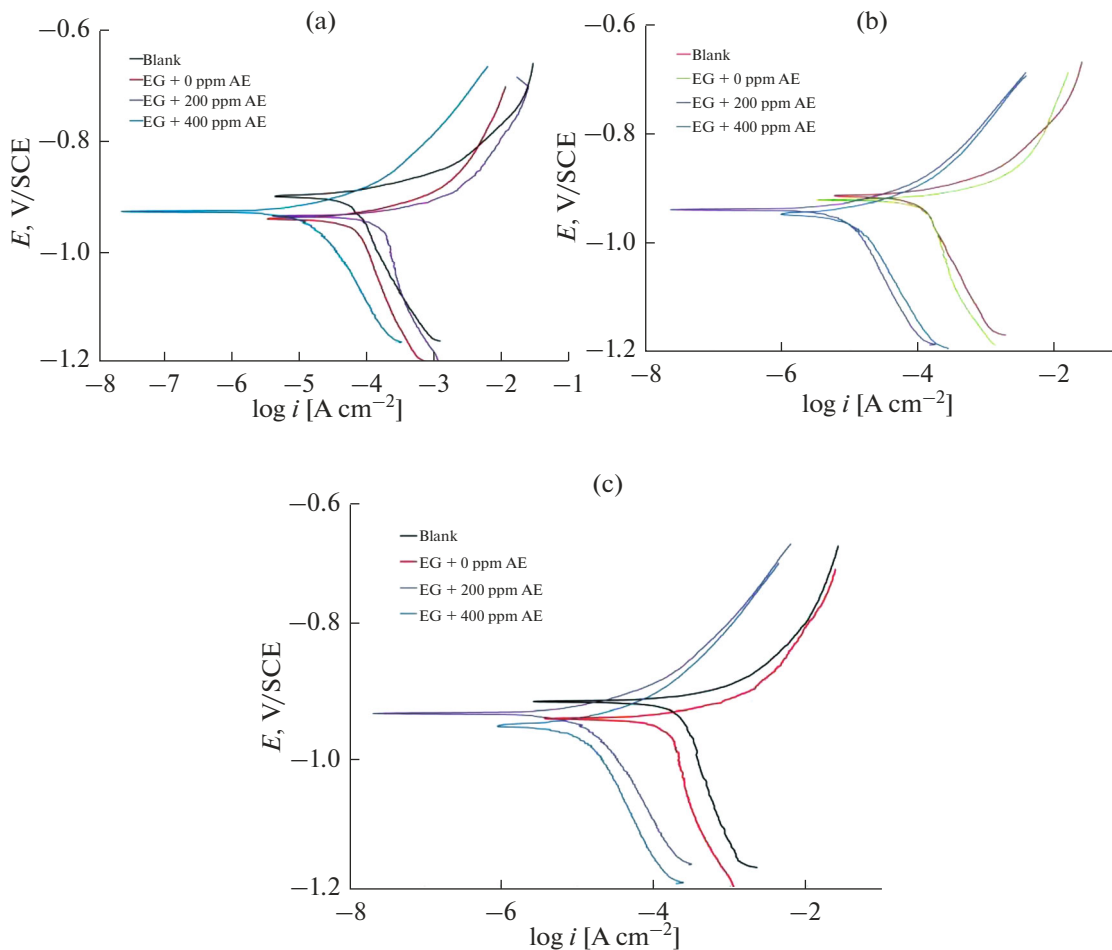 (a)
−0.6
Blank
EG + 0 ppm AE
EG + 200 ppm AE
EG + 400 ppm AE
−0.8
E, V/SCE
−1.0
−1.2
−8 −7 −6 −5 −4 −3 −2 −1
log i [A cm−2]
(b)
−0.6
Blank
EG + 0 ppm AE
EG + 200 ppm AE
EG + 400 ppm AE
−0.8
E, V/SCE
−1.0
−1.2
−8 −6 −4 −2
log i [A cm−2]
(c)
−0.6
Blank
EG + 0 ppm AE
EG + 200 ppm AE
EG + 400 ppm AE
−0.8
E, V/SCE
−1.0
−1.2
−8 −6 −4 −2
log i [A cm−2]